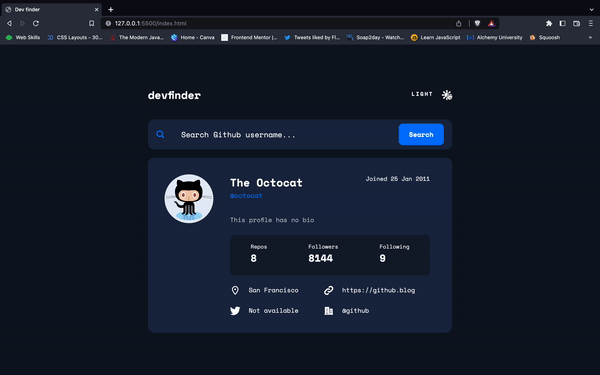 Dev finder
127.0.0.1:5500/index.html
Web Skills
CSS Layouts - 30...
The Modern Java...
Home - Canva
Frontend Mentor |...
Tweets liked by Fl...
Soap2day - Watch...
Learn JavaScript
Alchemy University
Squoosh
devfinder
LIGHT
Search Github username...
Search
The Octocat
Joined 25 Jan 2011
@octocat
This profile has no bio
Repos Followers Following
8 8144 9
San Francisco https://github.blog
Not available @github